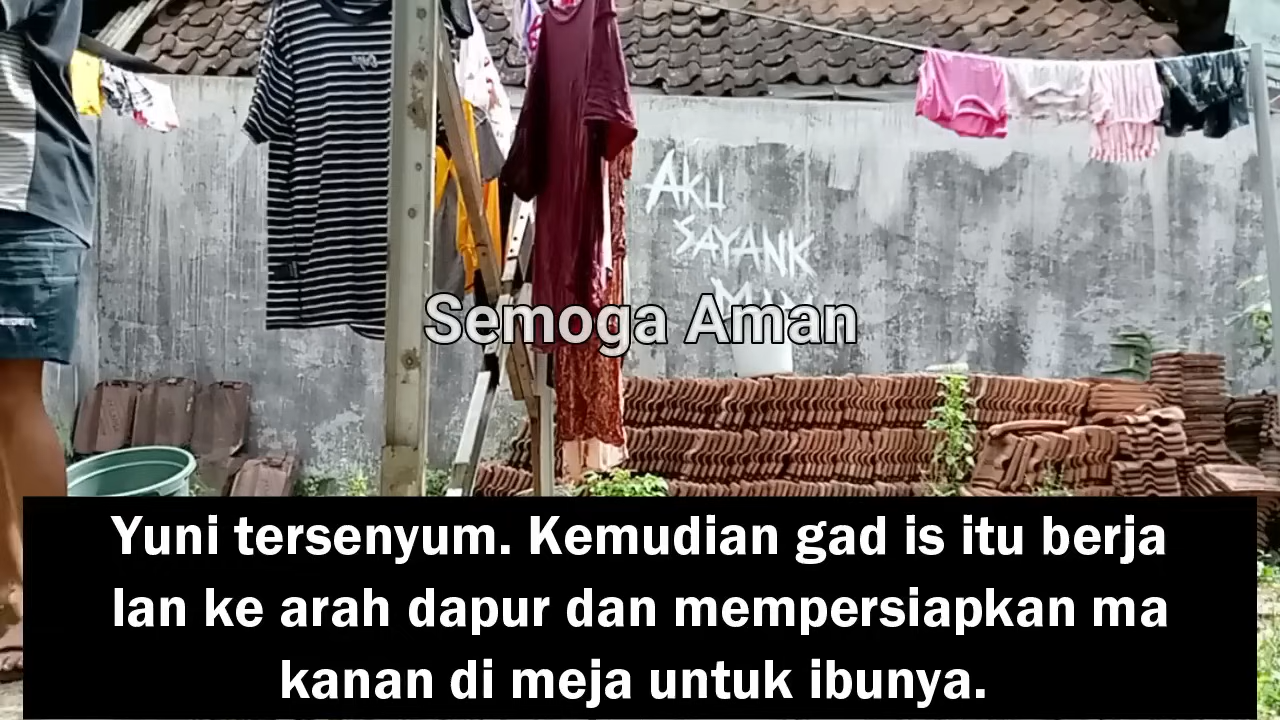 AKU
SAYANK
Semoga Aman
Yuni tersenyum. Kemudian gad is itu berja
lan ke arah dapur dan mempersiapkan ma
kanan di meja untuk ibunya.